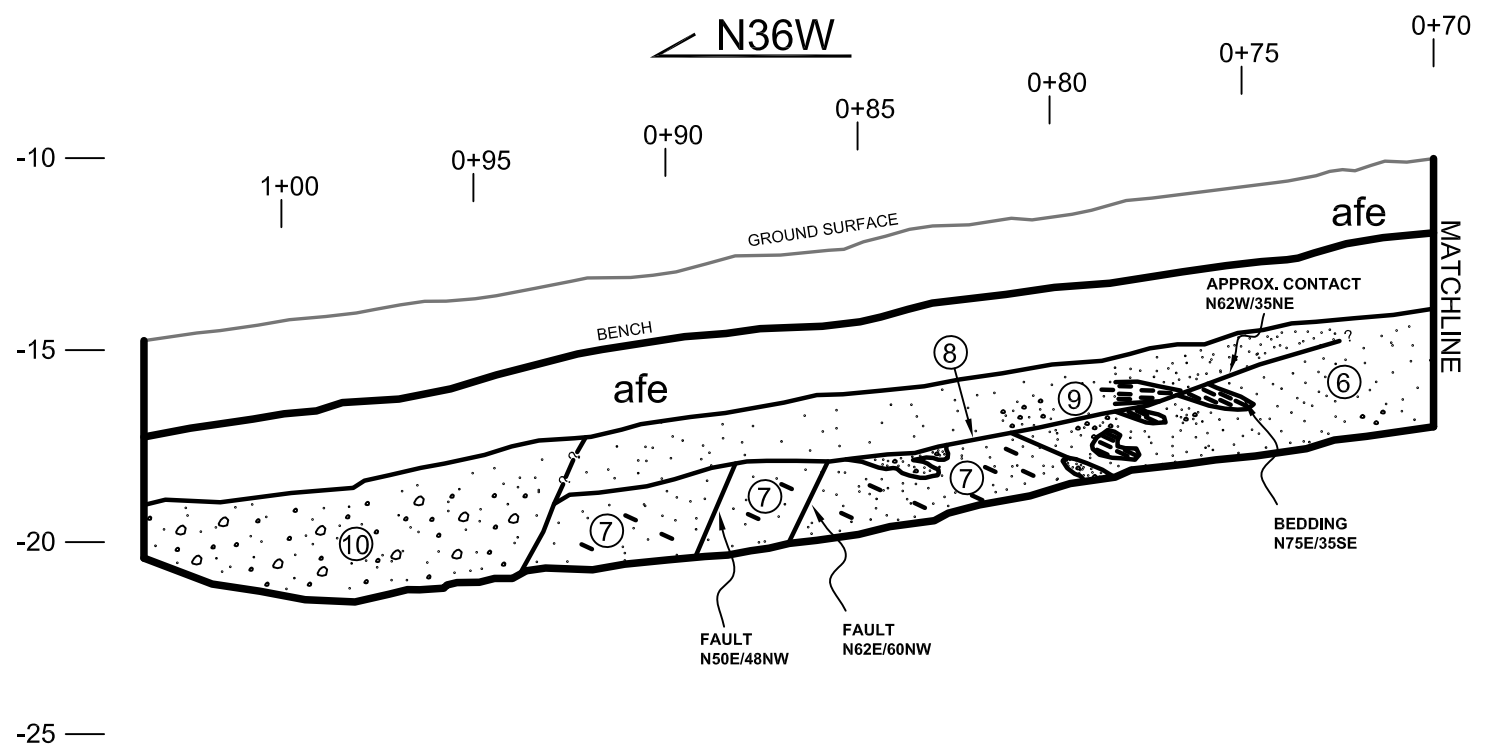 N36W
0+70
0+75
0+80
0+85
0+90
0+95
1+00
-10
-15
-20
-25
GROUND SURFACE
afe
MATCHLINE
BENCH
afe
APPROX. CONTACT
N62W/35NE
?
8
9
6
?
?
7
7
7
10
BEDDING
N75E/35SE
FAULT
N50E/48NW
FAULT
N62E/60NW